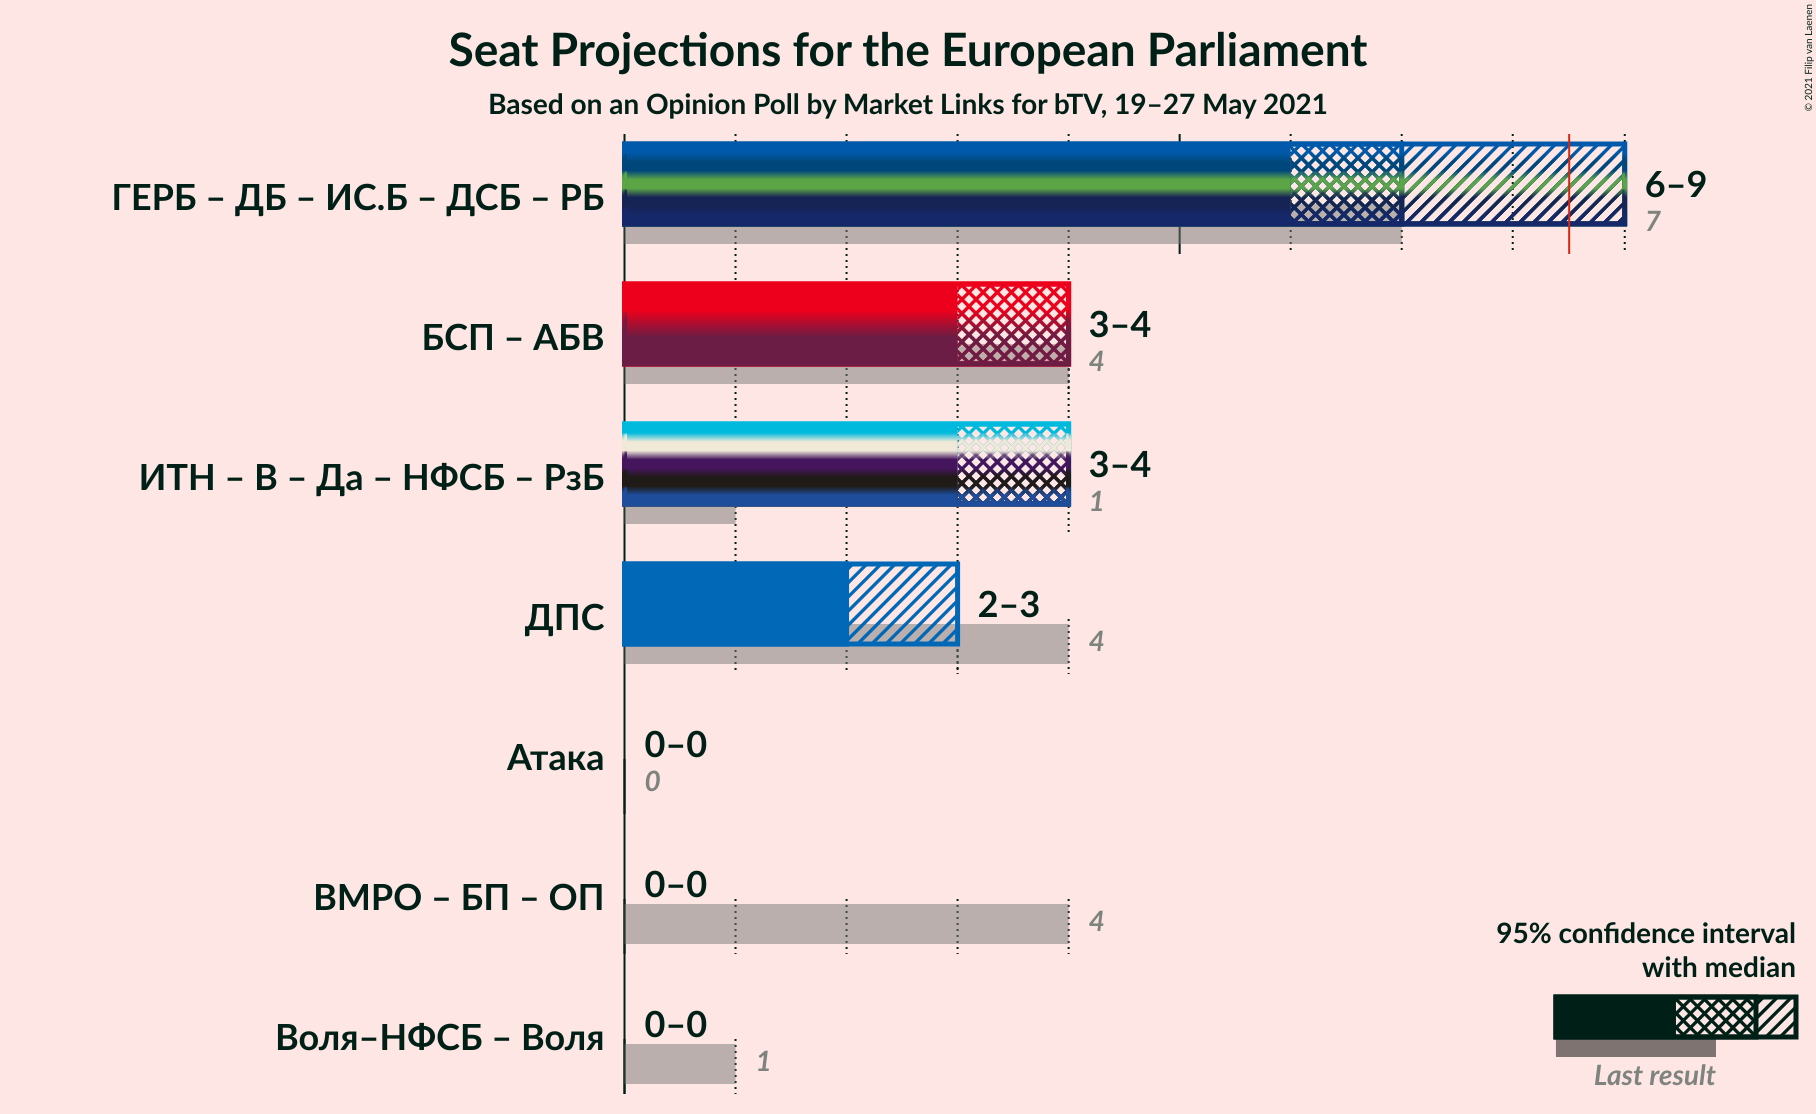 Seat Projections for the European Parliament
Based on an Opinion Poll by Market Links for bTV, 19–27 May 2021
© 2021 Filip van Laenen
ГЕРБ – ДБ – ИС.Б – ДСБ – РБ
6–9
7
БСП – АБВ
3–4
4
ИТН – В – Да – НФСБ – РзБ
3–4
1
ДПС
2–3
4
Атака
0–0
0
ВМРО – БП – ОП
0–0
4
Воля–НФСБ – Воля
0–0
1
95% confidence interval
with median
Last result